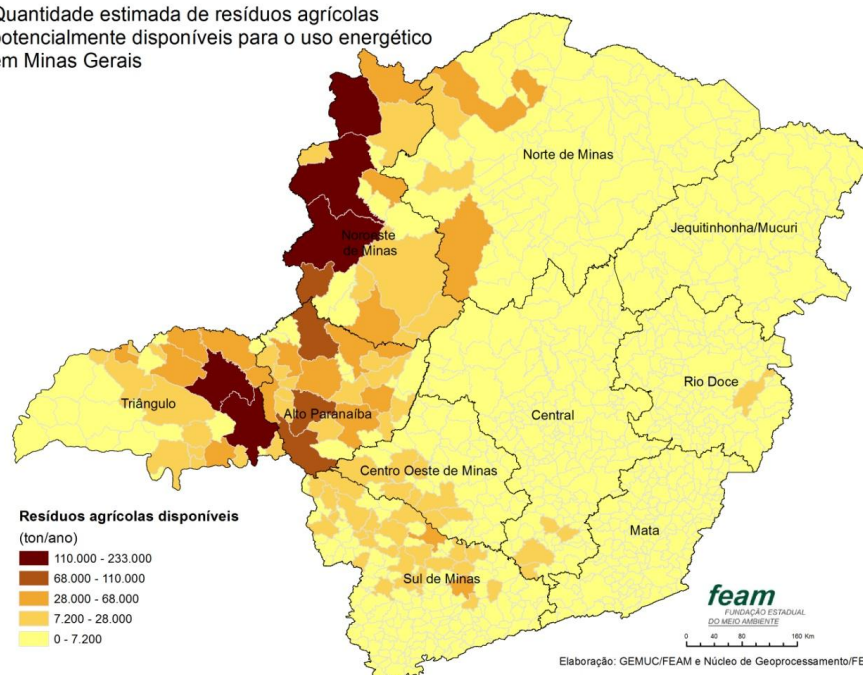 Quantidade estimada de resíduos agrícolas
potencialmente disponíveis para o uso energético
em Minas Gerais
Norte de Minas
Jequitinhonha/Mucuri
Noroeste
de Minas
Rio Doce
Triângulo
Alto Paranaíba
Central
Centro Oeste de Minas
Mata
Sul de Minas
Resíduos agrícolas disponíveis
(ton/ano)
110.000 - 233.000
68.000 - 110.000
28.000 - 68.000
7.200 - 28.000
0 - 7.200
feam
FUNDAÇÃO ESTADUAL
DO MEIO AMBIENTE
0 40 80 160 Km
Elaboração: GEMUC/FEAM e Núcleo de Geoprocessamento/FE